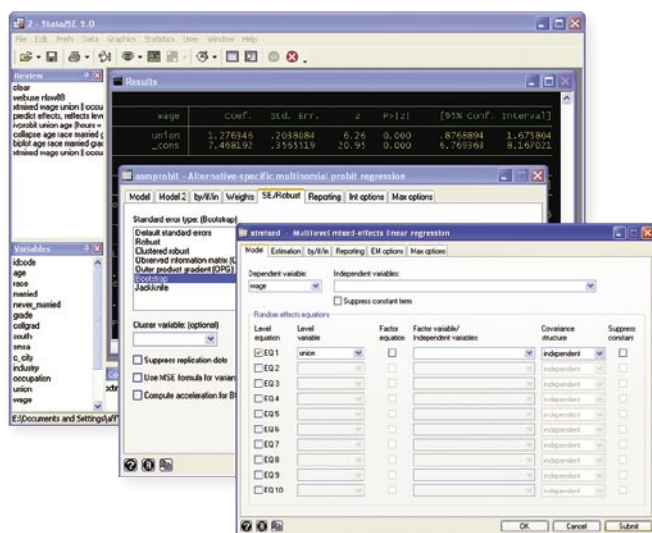 2 - Stata/SE 9.0
File Edit Prefs Data Graphics Statistics User Window Help
Review
clear
webuse nlsw88
xtmixed wage union || occu
predict effects, reffects leve
ivprobit union age (hours =
collapse age race married g
biplot age race married grac
xtmixed wage union || occu
Variables
idcode
age
race
married
never_married
grade
collgrad
south
smsa
c_city
industry
occupation
union
wage
Results
wage Coef. Std. Err. z P>|z| [95% Conf. Interval]
union 1.276346 .2038084 6.26 0.000 .8768894 1.675804
_cons 7.468192 .3565519 20.95 0.000 6.769363 8.167021
asmprobit - Alternative-specific multinomial probit regression
Model Model 2 by/if/in Weights SE/Robust Reporting Int options Max options
Standard error type: (Bootstrap)
Default standard errors
Robust
Clustered robust
Observed information matrix (O
Outer product gradient (OPG)
Bootstrap
Jackknife
Cluster variable: (optional)
Suppress replication dots
Use MSE formula for varian
Compute acceleration for B
xtmixed - Multilevel mixed-effects linear regression
Model Estimation by/if/in Reporting EM options Max options
Dependent variable: Independent variables:
wage
Suppress constant term
Random effects equations
Level equation
Level variable
Factor equation
Factor variable/ Independent variables
Covariance structure
Suppress constant
EQ 1 union independent
EQ 2 independent
EQ 3 independent
EQ 4 independent
EQ 5 independent
EQ 6 independent
EQ 7 independent
EQ 8 independent
EQ 9 independent
EQ 10 independent
OK Cancel Submit